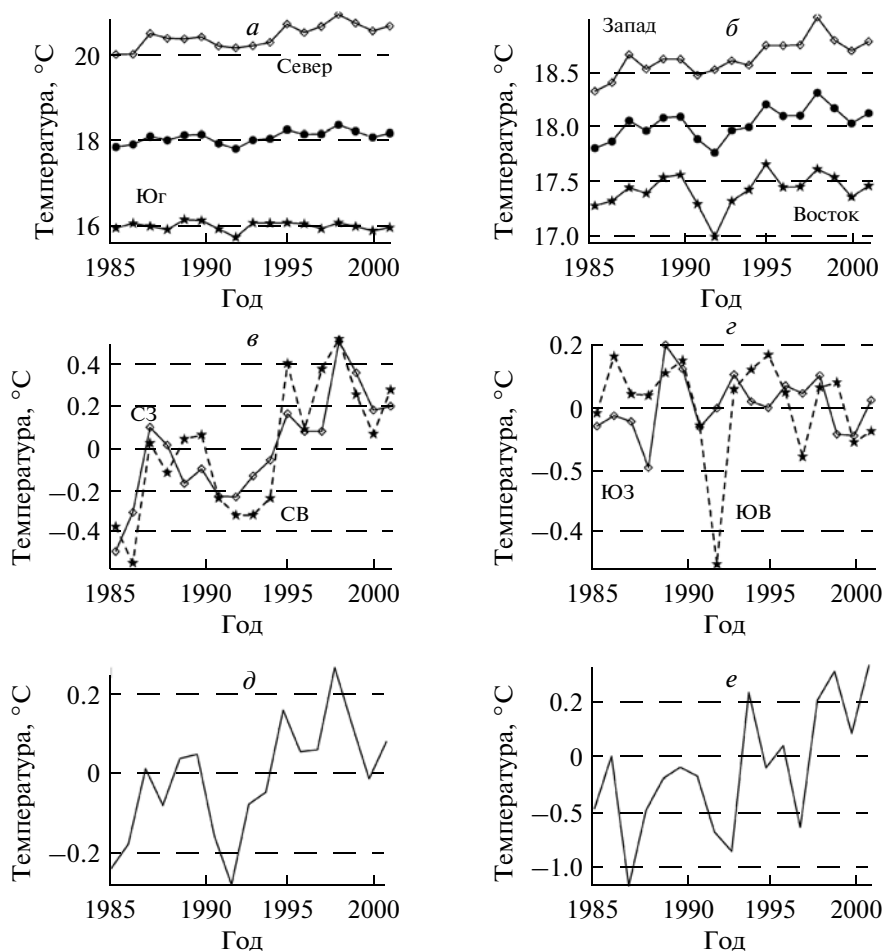 а
Температура, °С
20
18
16
Север
Юг
1985 1990 1995 2000
Год
б
Температура, °С
18.5
18.0
17.5
17.0
Запад
Восток
1985 1990 1995 2000
Год
в
Температура, °С
0.4
0.2
0
−0.2
−0.4
СЗ
СВ
1985 1990 1995 2000
Год
г
Температура, °С
0.2
0
−0.5
−0.4
ЮЗ
ЮВ
1985 1990 1995 2000
Год
д
Температура, °С
0.2
0
−0.2
1985 1990 1995 2000
Год
е
Температура, °С
0.2
0
−0.5
−1.0
1985 1990 1995 2000
Год